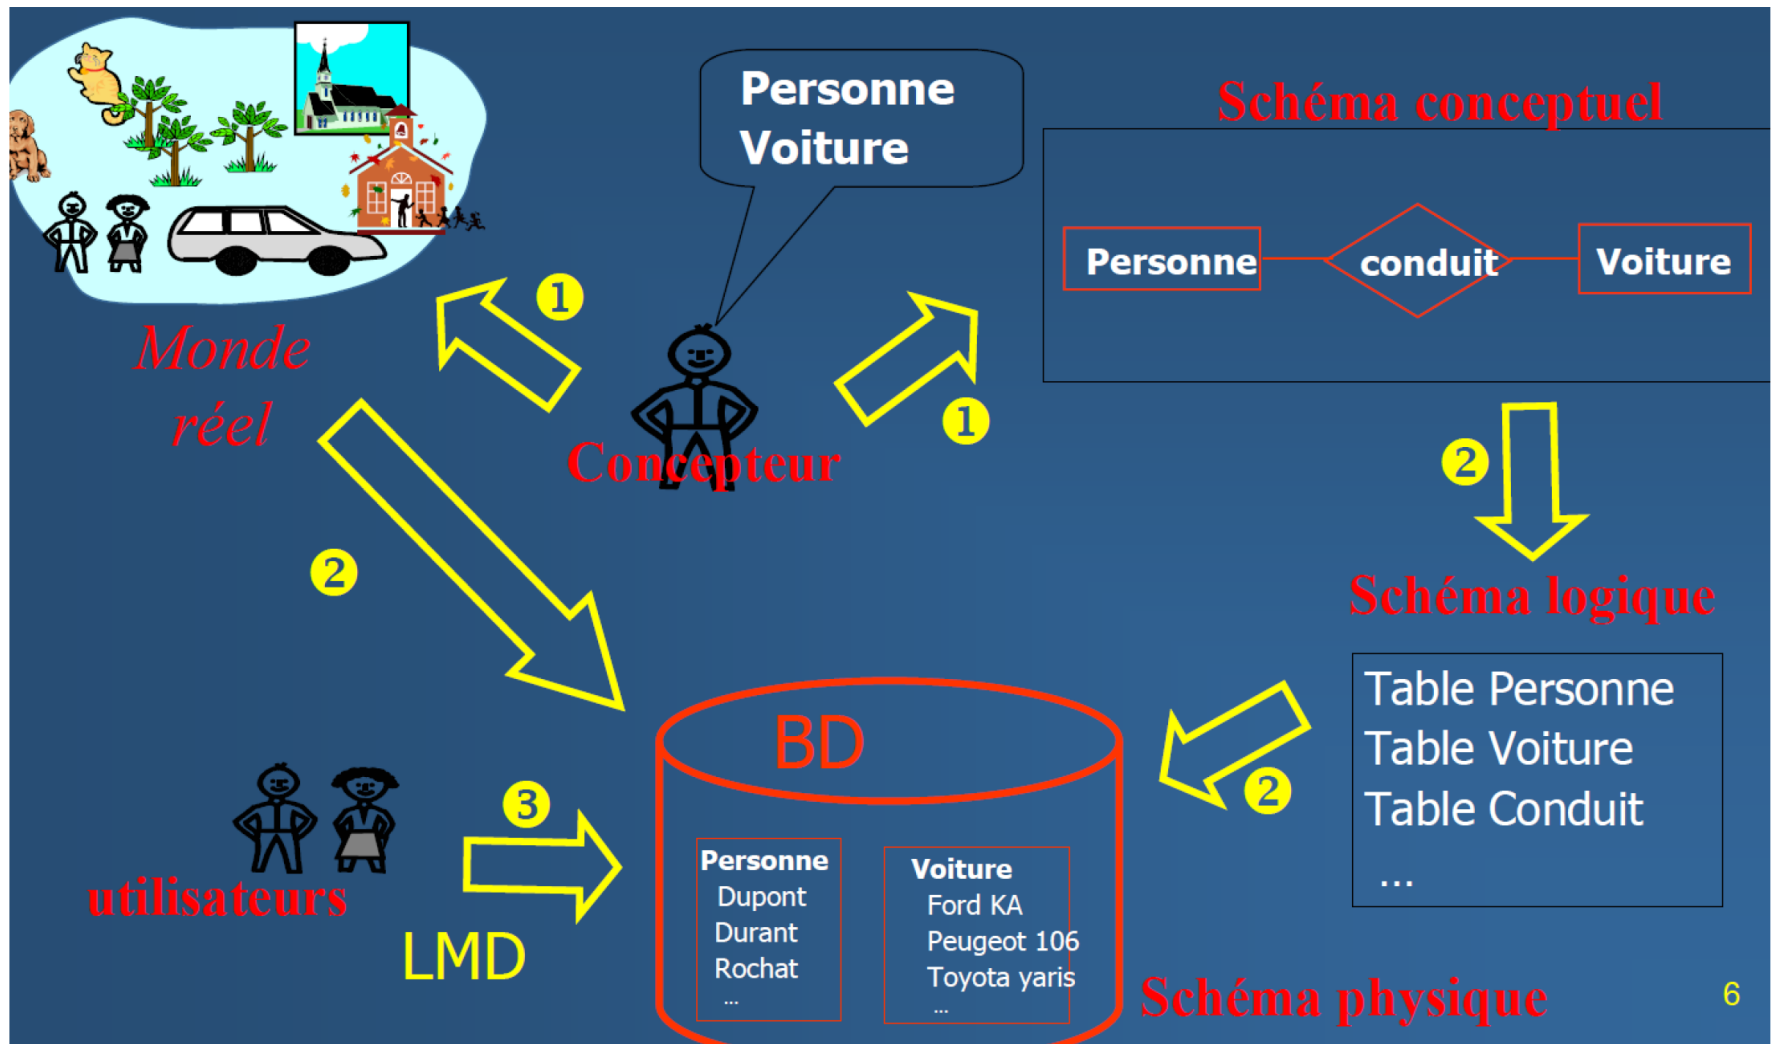 Personne
Voiture
Schéma conceptuel
Personne
conduit
Voiture
1
1
Monde
réel
Concepteur
2
2
Schéma logique
Table Personne
Table Voiture
Table Conduit
...
2
BD
3
utilisateurs
LMD
Personne
Dupont
Durant
Rochat
...
Voiture
Ford KA
Peugeot 106
Toyota yaris
...
Schéma physique
6